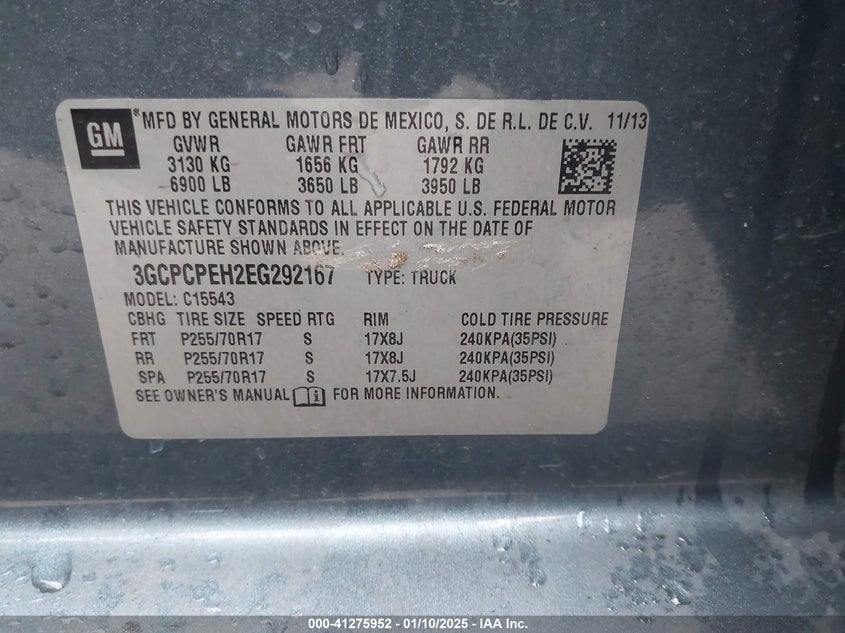 GM
®MFD BY GENERAL MOTORS DE MEXICO, S. DE R.L. DE C.V. 11/13
GVWR GAWR FRT GAWR RR
3130 KG 1656 KG 1792 KG
6900 LB 3650 LB 3950 LB
THIS VEHICLE CONFORMS TO ALL APPLICABLE U.S. FEDERAL MOTOR
VEHICLE SAFETY STANDARDS IN EFFECT ON THE DATE OF
MANUFACTURE SHOWN ABOVE.
3GCPCPEH2EG292167 TYPE: TRUCK
MODEL: C15543
CBHG TIRE SIZE SPEED RTG RIM COLD TIRE PRESSURE
FRT P255/70R17 S 17X8J 240KPA(35PSI)
RR P255/70R17 S 17X8J 240KPA(35PSI)
SPA P255/70R17 S 17X7.5J 240KPA(35PSI)
SEE OWNER'S MANUAL FOR MORE INFORMATION.
000-41275952 - 01/10/2025 - IAA Inc.